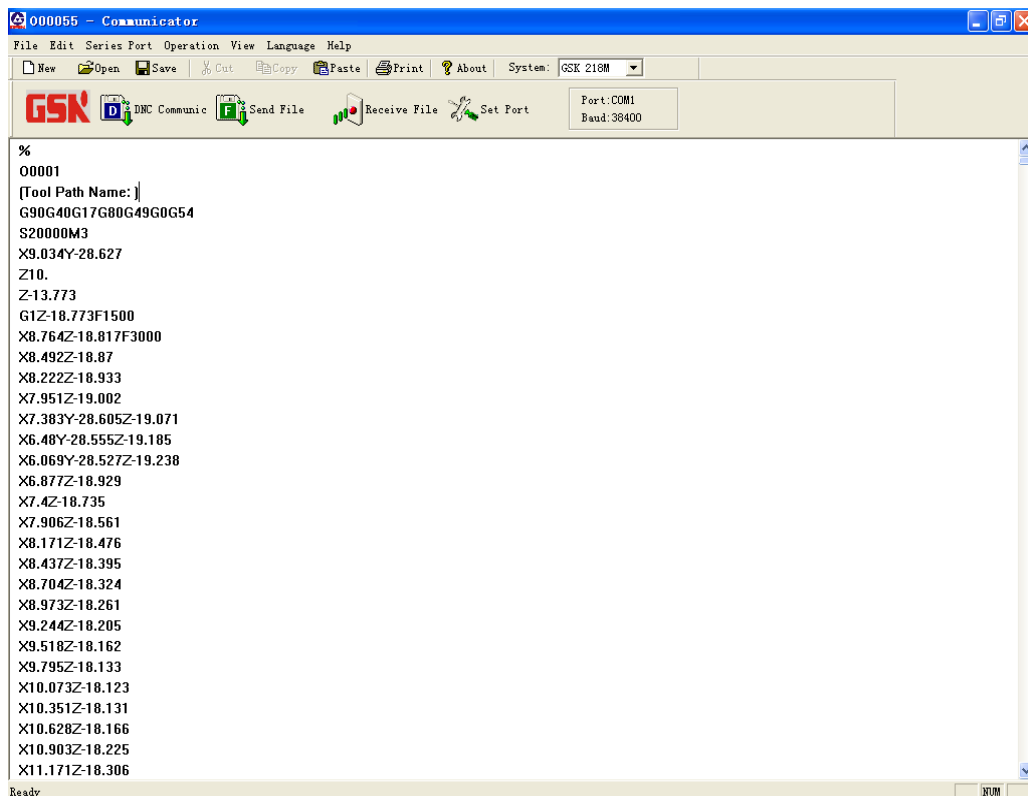 000055 - Communicator
File Edit Series Port Operation View Language Help
New Open Save Cut Copy Paste Print About System: GSK 218M
GSK D DNC Communic F Send File Receive File Set Port Port:COM1
Baud:38400
%
O0001
(Tool Path Name: )
G90G40G17G80G49G0G54
S20000M3
X9.034Y-28.627
Z10.
Z-13.773
G1Z-18.773F1500
X8.764Z-18.817F3000
X8.492Z-18.87
X8.222Z-18.933
X7.951Z-19.002
X7.383Y-28.605Z-19.071
X6.48Y-28.555Z-19.185
X6.069Y-28.527Z-19.238
X6.877Z-18.929
X7.4Z-18.735
X7.906Z-18.561
X8.171Z-18.476
X8.437Z-18.395
X8.704Z-18.324
X8.973Z-18.261
X9.244Z-18.205
X9.518Z-18.162
X9.795Z-18.133
X10.073Z-18.123
X10.351Z-18.131
X10.628Z-18.166
X10.903Z-18.225
X11.171Z-18.306
Ready NUM